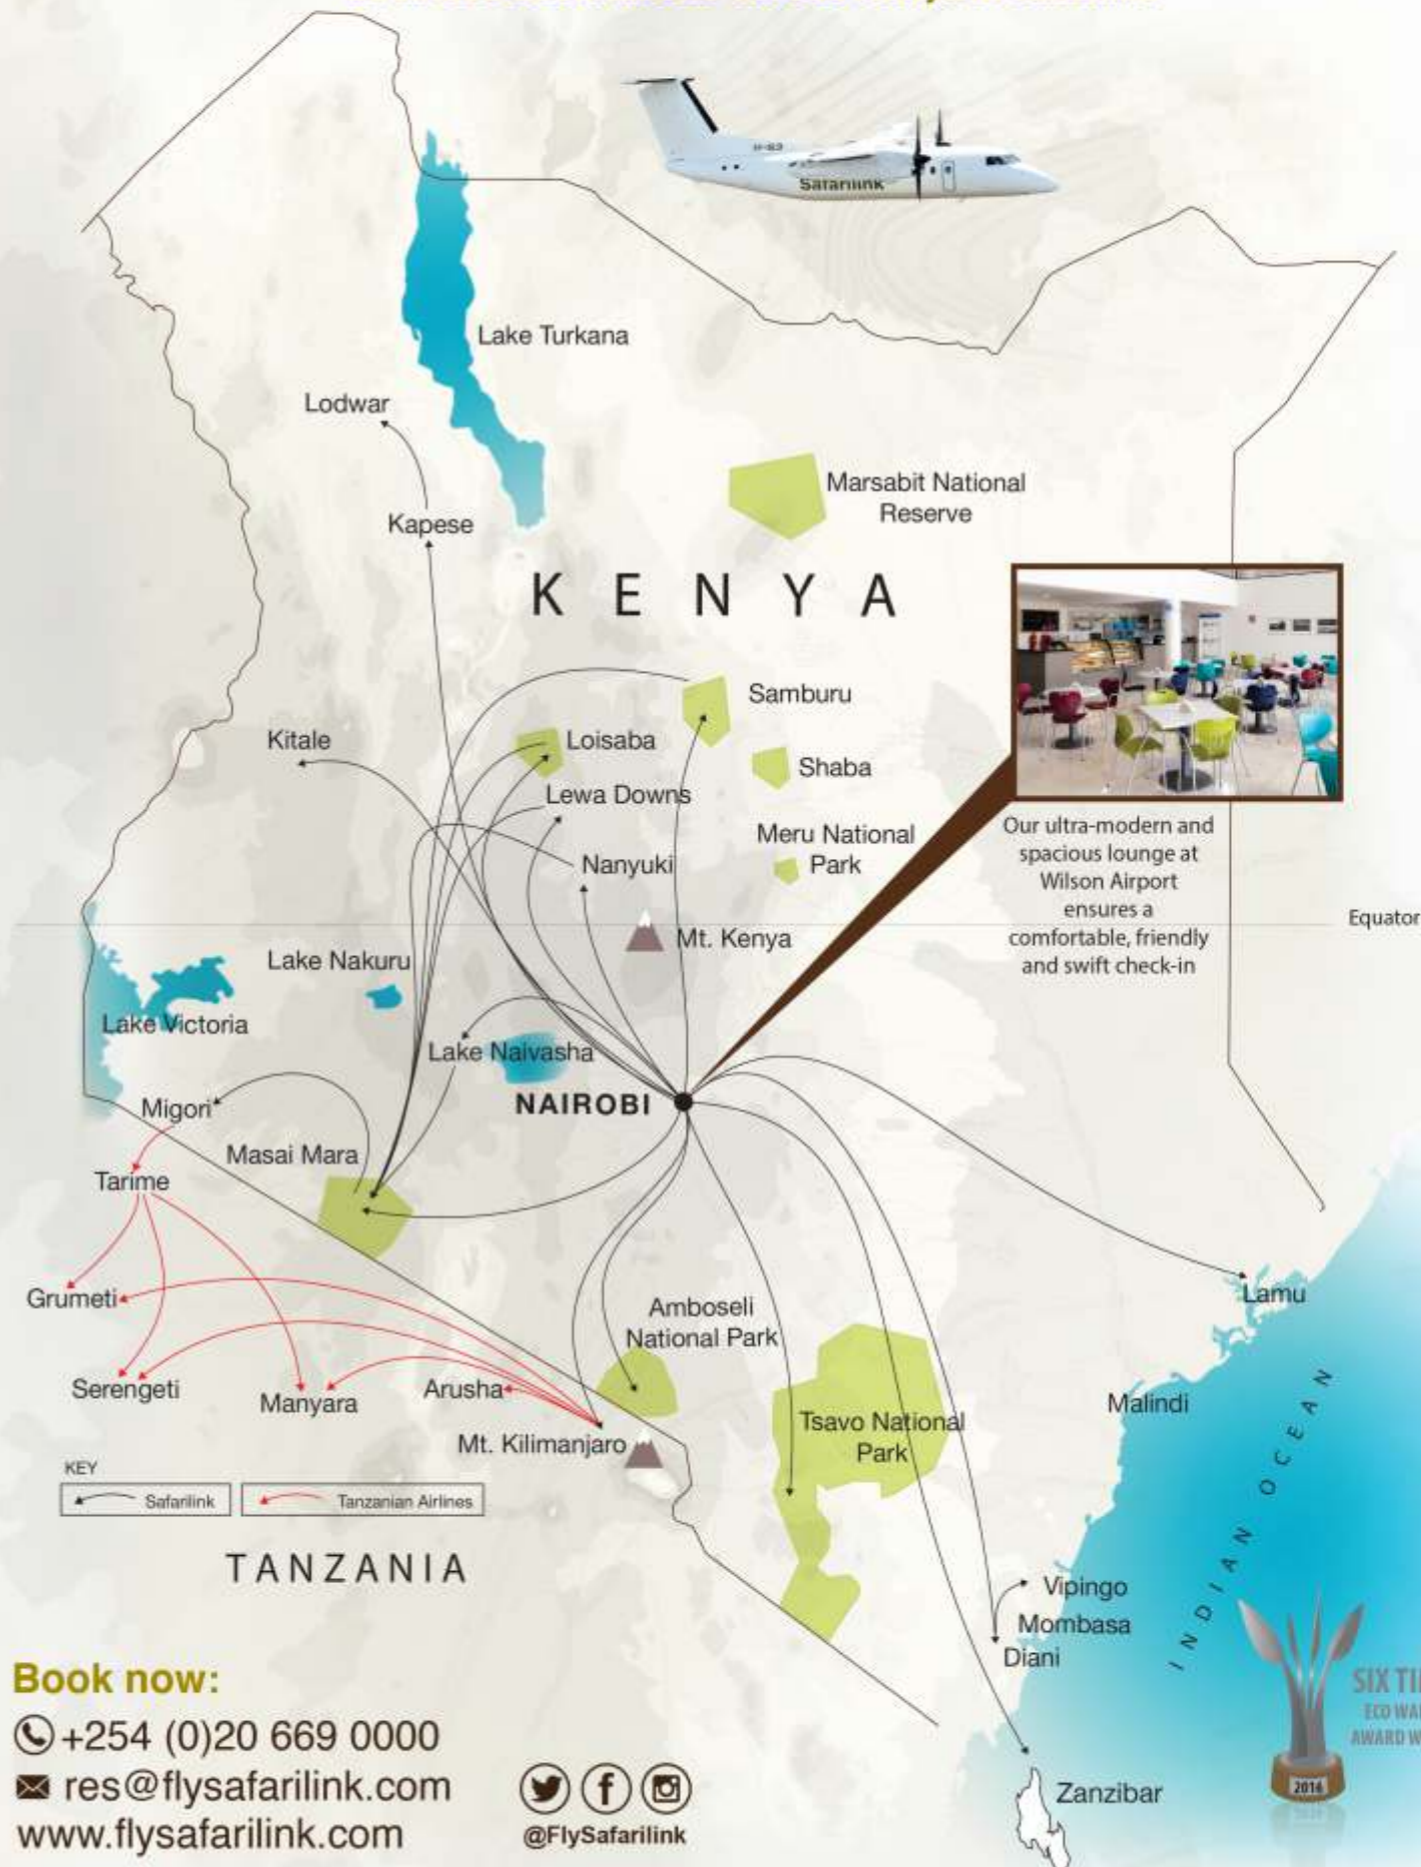 Safarilink
Lake Turkana
Lodwar
Kapese
Marsabit National
Reserve
KENYA
Samburu
Kitale
Loisaba
Shaba
Lewa Downs
Meru National
Park
Nanyuki
Our ultra-modern and
spacious lounge at
Wilson Airport
ensures a
comfortable, friendly
and swift check-in
Equator
Mt. Kenya
Lake Nakuru
Lake Victoria
Lake Naivasha
NAIROBI
Migori
Masai Mara
Tarime
Grumeti
Amboseli
National Park
Lamu
Serengeti
Manyara
Arusha
Malindi
Tsavo National
Park
Mt. Kilimanjaro
INDIAN OCEAN
KEY
Safarilink
Tanzanian Airlines
TANZANIA
Vipingo
Mombasa
Diani
Zanzibar
Book now:
+254 (0)20 669 0000
res@flysafarilink.com
www.flysafarilink.com
@FlySafarilink
SIX
ECO
AWARD
2016